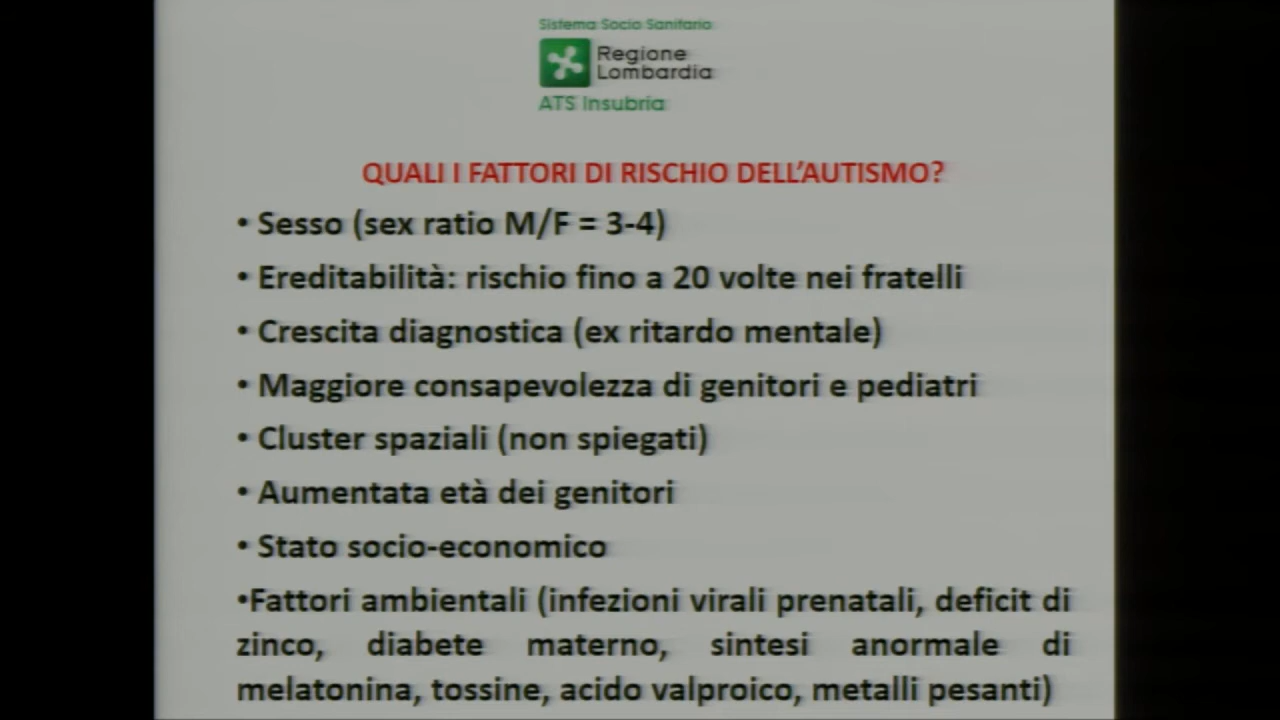 Sistema Socio Sanitario
Regione
Lombardia
ATS Insubria
QUALI I FATTORI DI RISCHIO DELL'AUTISMO?
• Sesso (sex ratio M/F = 3-4)
• Ereditabilità: rischio fino a 20 volte nei fratelli
• Crescita diagnostica (ex ritardo mentale)
• Maggiore consapevolezza di genitori e pediatri
• Cluster spaziali (non spiegati)
• Aumentata età dei genitori
• Stato socio-economico
•Fattori ambientali (infezioni virali prenatali, deficit di
zinco, diabete materno, sintesi anormale di
melatonina, tossine, acido valproico, metalli pesanti)